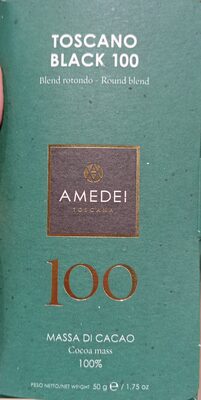 TOSCANO
BLACK 100
Blend rotondo - Round blend
AMEDEI
TOSCANA
100
MASSA DI CACAO
Cocoa mass
100%
PESO NETTO/NET WEIGHT 50 g e / 1,75 oz